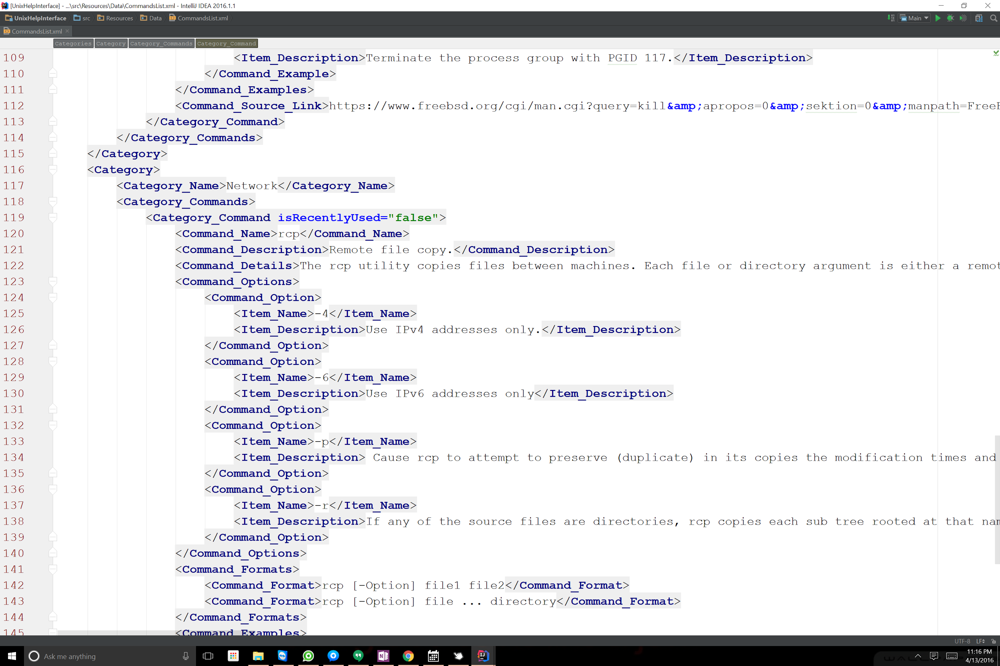 [UnixHelpInterface] - ...\src\Resources\Data\CommandsList.xml - IntelliJ IDEA 2016.1.1
UnixHelpInterface src Resources Data CommandsList.xml Main
CommandsList.xml
Categories Category Category_Commands Category_Command
109 <Item_Description>Terminate the process group with PGID 117.</Item_Description>
110 </Command_Example>
111 </Command_Examples>
112 <Command_Source_Link>https://www.freebsd.org/cgi/man.cgi?query=kill&amp;apropos=0&amp;sektion=0&amp;manpath=FreeB
113 </Category_Command>
114 </Category_Commands>
115 </Category>
116 <Category>
117 <Category_Name>Network</Category_Name>
118 <Category_Commands>
119 <Category_Command isRecentlyUsed="false">
120 <Command_Name>rcp</Command_Name>
121 <Command_Description>Remote file copy.</Command_Description>
122 <Command_Details>The rcp utility copies files between machines. Each file or directory argument is either a remot
123 <Command_Options>
124 <Command_Option>
125 <Item_Name>-4</Item_Name>
126 <Item_Description>Use IPv4 addresses only.</Item_Description>
127 </Command_Option>
128 <Command_Option>
129 <Item_Name>-6</Item_Name>
130 <Item_Description>Use IPv6 addresses only</Item_Description>
131 </Command_Option>
132 <Command_Option>
133 <Item_Name>-p</Item_Name>
134 <Item_Description> Cause rcp to attempt to preserve (duplicate) in its copies the modification times and
135 </Command_Option>
136 <Command_Option>
137 <Item_Name>-r</Item_Name>
138 <Item_Description>If any of the source files are directories, rcp copies each sub tree rooted at that nam
139 </Command_Option>
140 </Command_Options>
141 <Command_Formats>
142 <Command_Format>rcp [-Option] file1 file2</Command_Format>
143 <Command_Format>rcp [-Option] file ... directory</Command_Format>
144 </Command_Formats>
145 <Command_Examples>
UTF-8 LF
Ask me anything
11:16 PM
4/13/2016